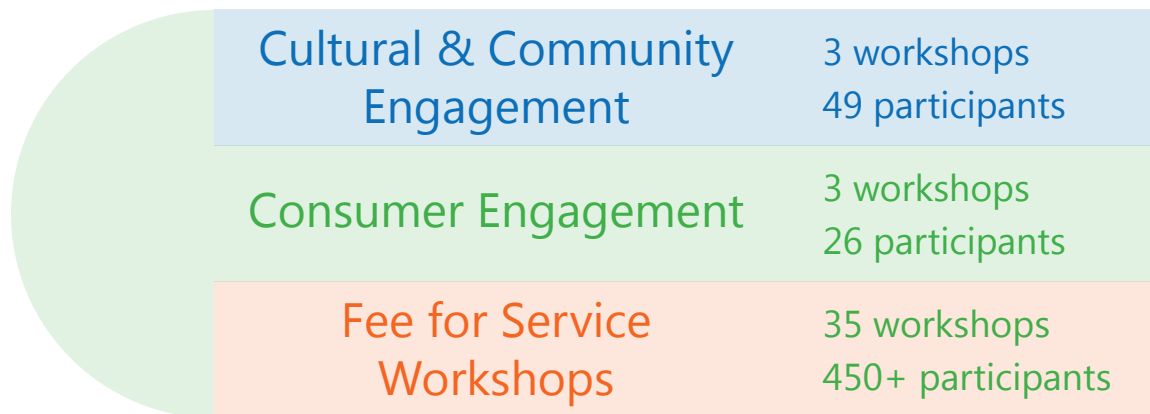 Cultural & Community
Engagement
3 workshops
49 participants
Consumer Engagement
3 workshops
26 participants
Fee for Service
Workshops
35 workshops
450+ participants